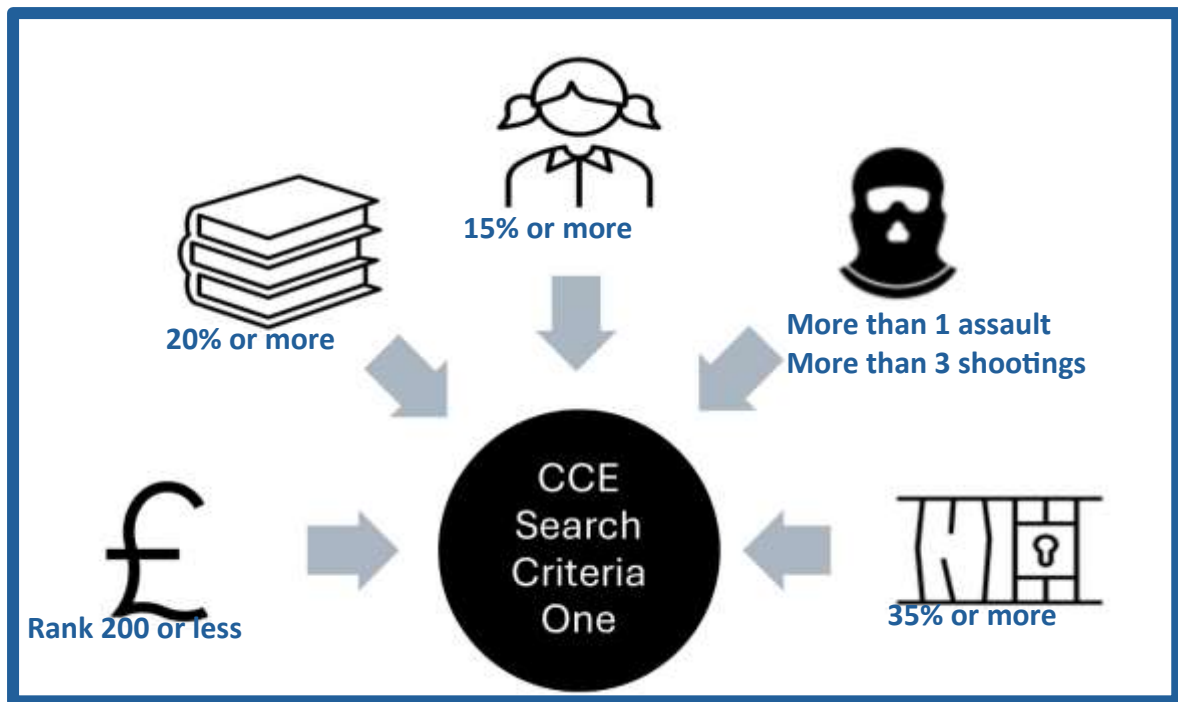 15% or more
20% or more
More than 1 assault
More than 3 shootings
CCE
Search
Criteria
One
£
Rank 200 or less
35% or more